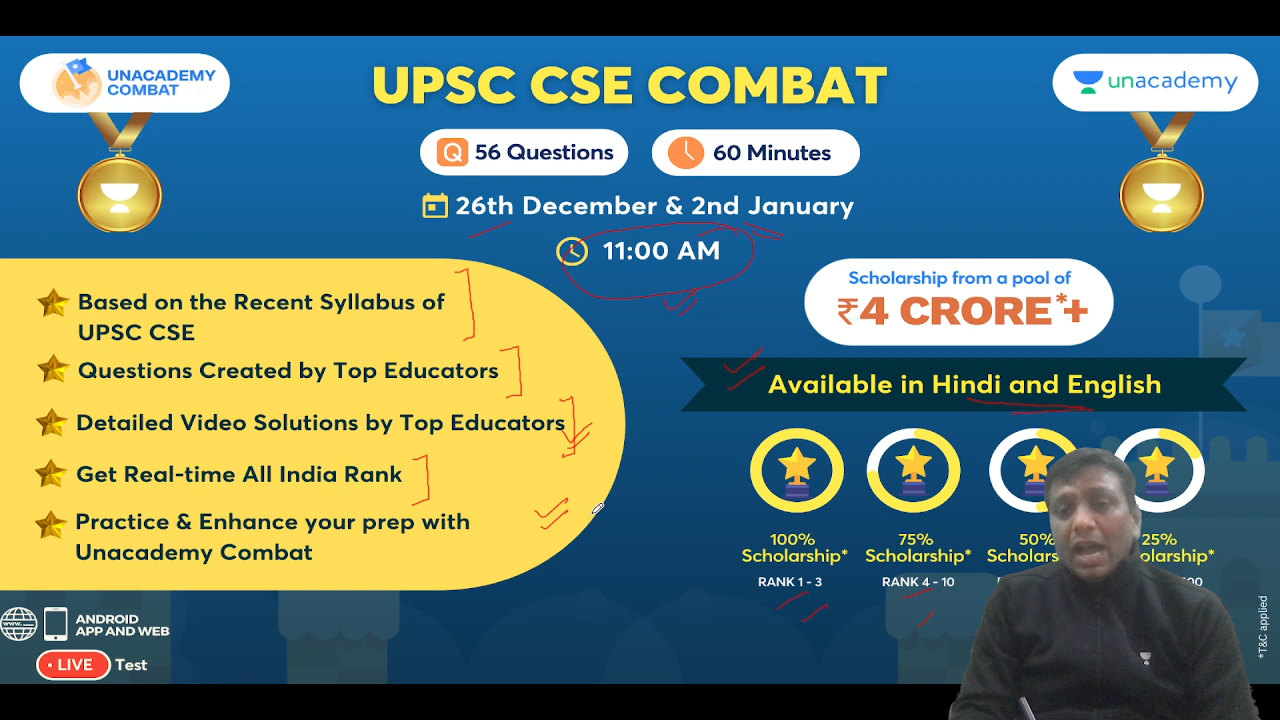 UNACADEMY
COMBAT
UPSC CSE COMBAT
unacademy
Q 56 Questions
60 Minutes
26th December & 2nd January
11:00 AM
Based on the Recent Syllabus of
UPSC CSE
Questions Created by Top Educators
Detailed Video Solutions by Top Educators
Get Real-time All India Rank
Practice & Enhance your prep with
Unacademy Combat
Scholarship from a pool of
₹4 CRORE*+
Available in Hindi and English
100%
Scholarship*
RANK 1 - 3
75%
Scholarship*
RANK 4 - 10
50%
25%
www.
ANDROID
APP AND WEB
• LIVE Test
*T&C applied